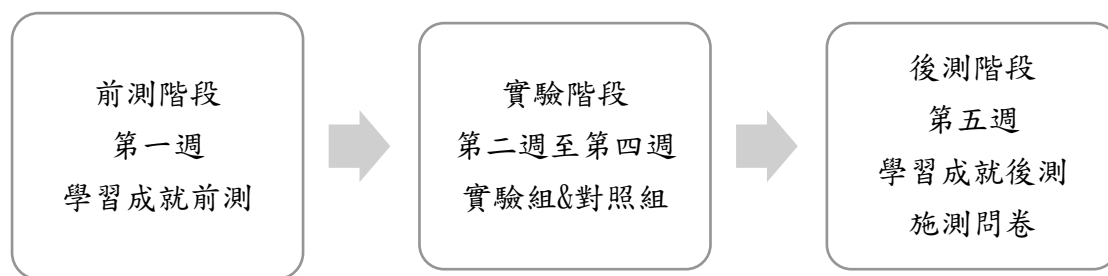 前測階段
第一週
學習成就前測
實驗階段
第二週至第四週
實驗組&對照組
後測階段
第五週
學習成就後測
施測問卷